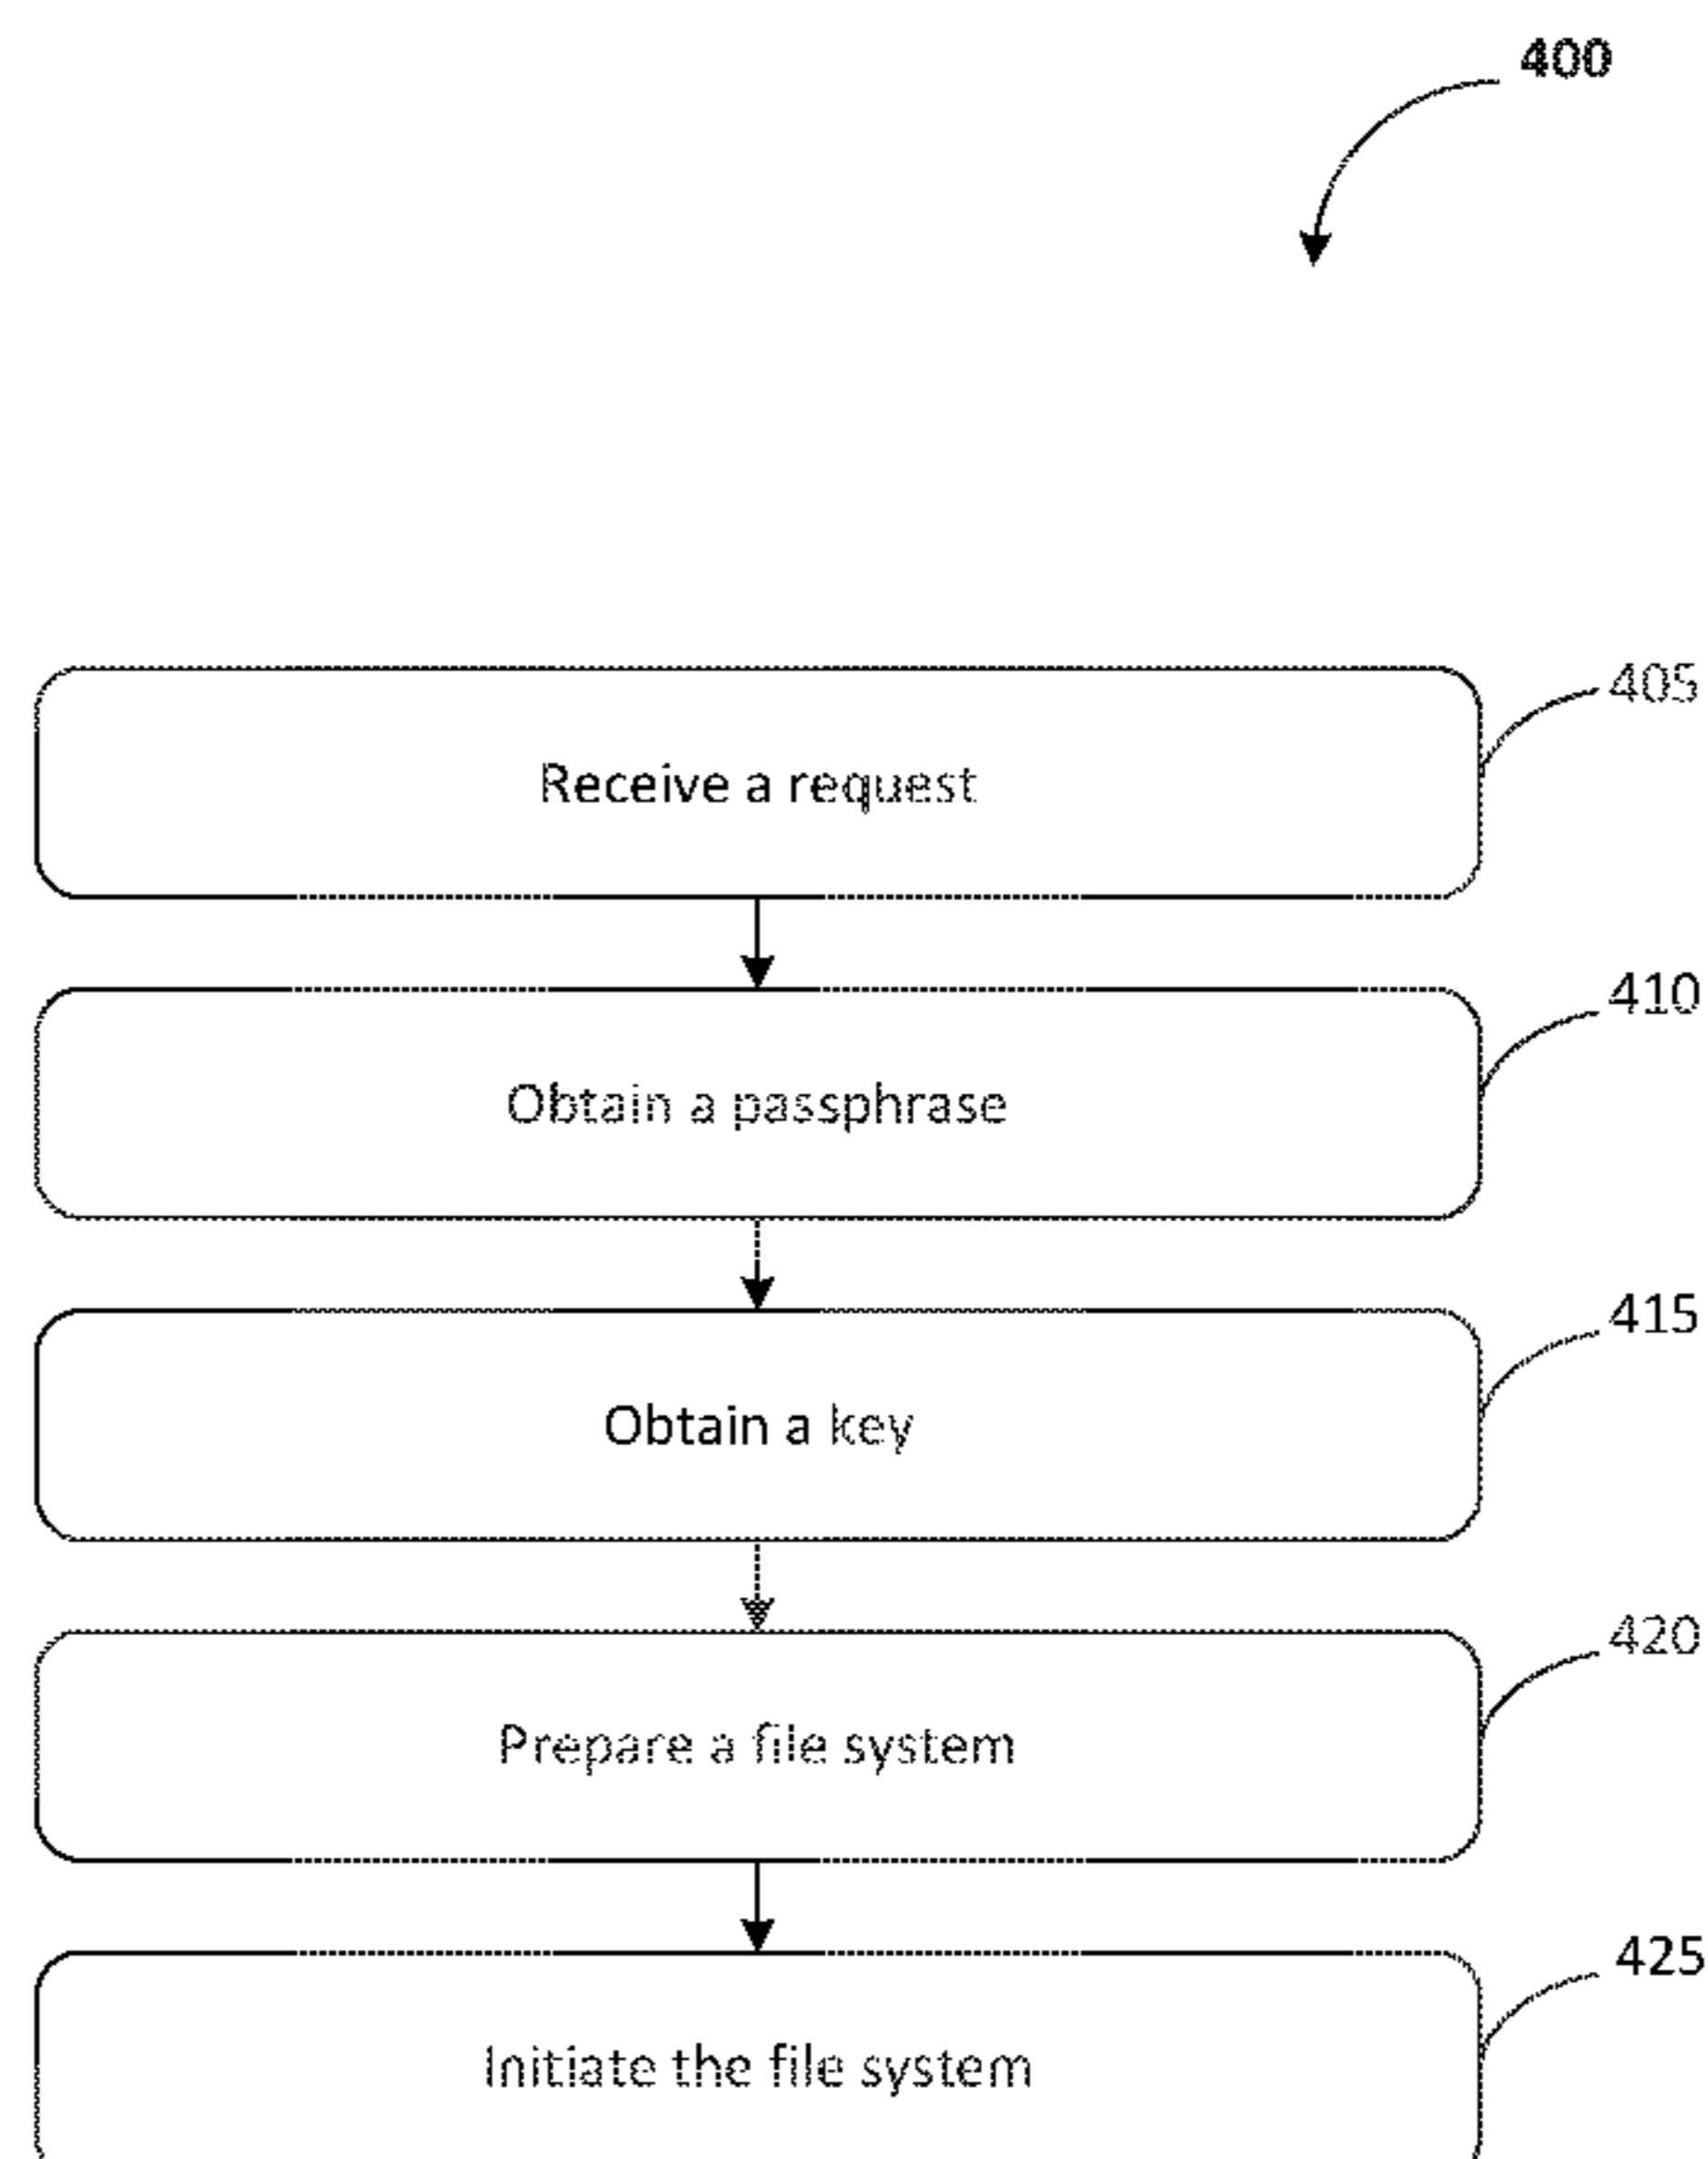 400
405
Receive a request
410
Obtain a passphrase
415
Obtain a key
420
Prepare a file system
425
Initiate the file system